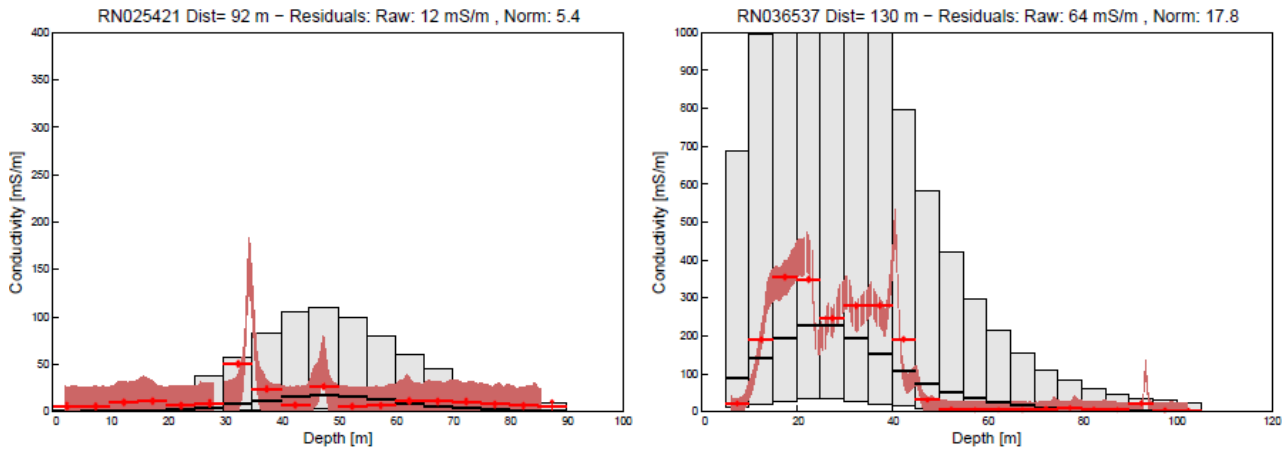 RN025421 Dist= 92 m − Residuals: Raw: 12 mS/m , Norm: 5.4
400
350
300
250
200
150
100
50
0
Conductivity [mS/m]
0 10 20 30 40 50 60 70 80 90 100
Depth [m]
RN036537 Dist= 130 m − Residuals: Raw: 64 mS/m , Norm: 17.8
1000
900
800
700
600
500
400
300
200
100
0
Conductivity [mS/m]
0 20 40 60 80 100 120
Depth [m]